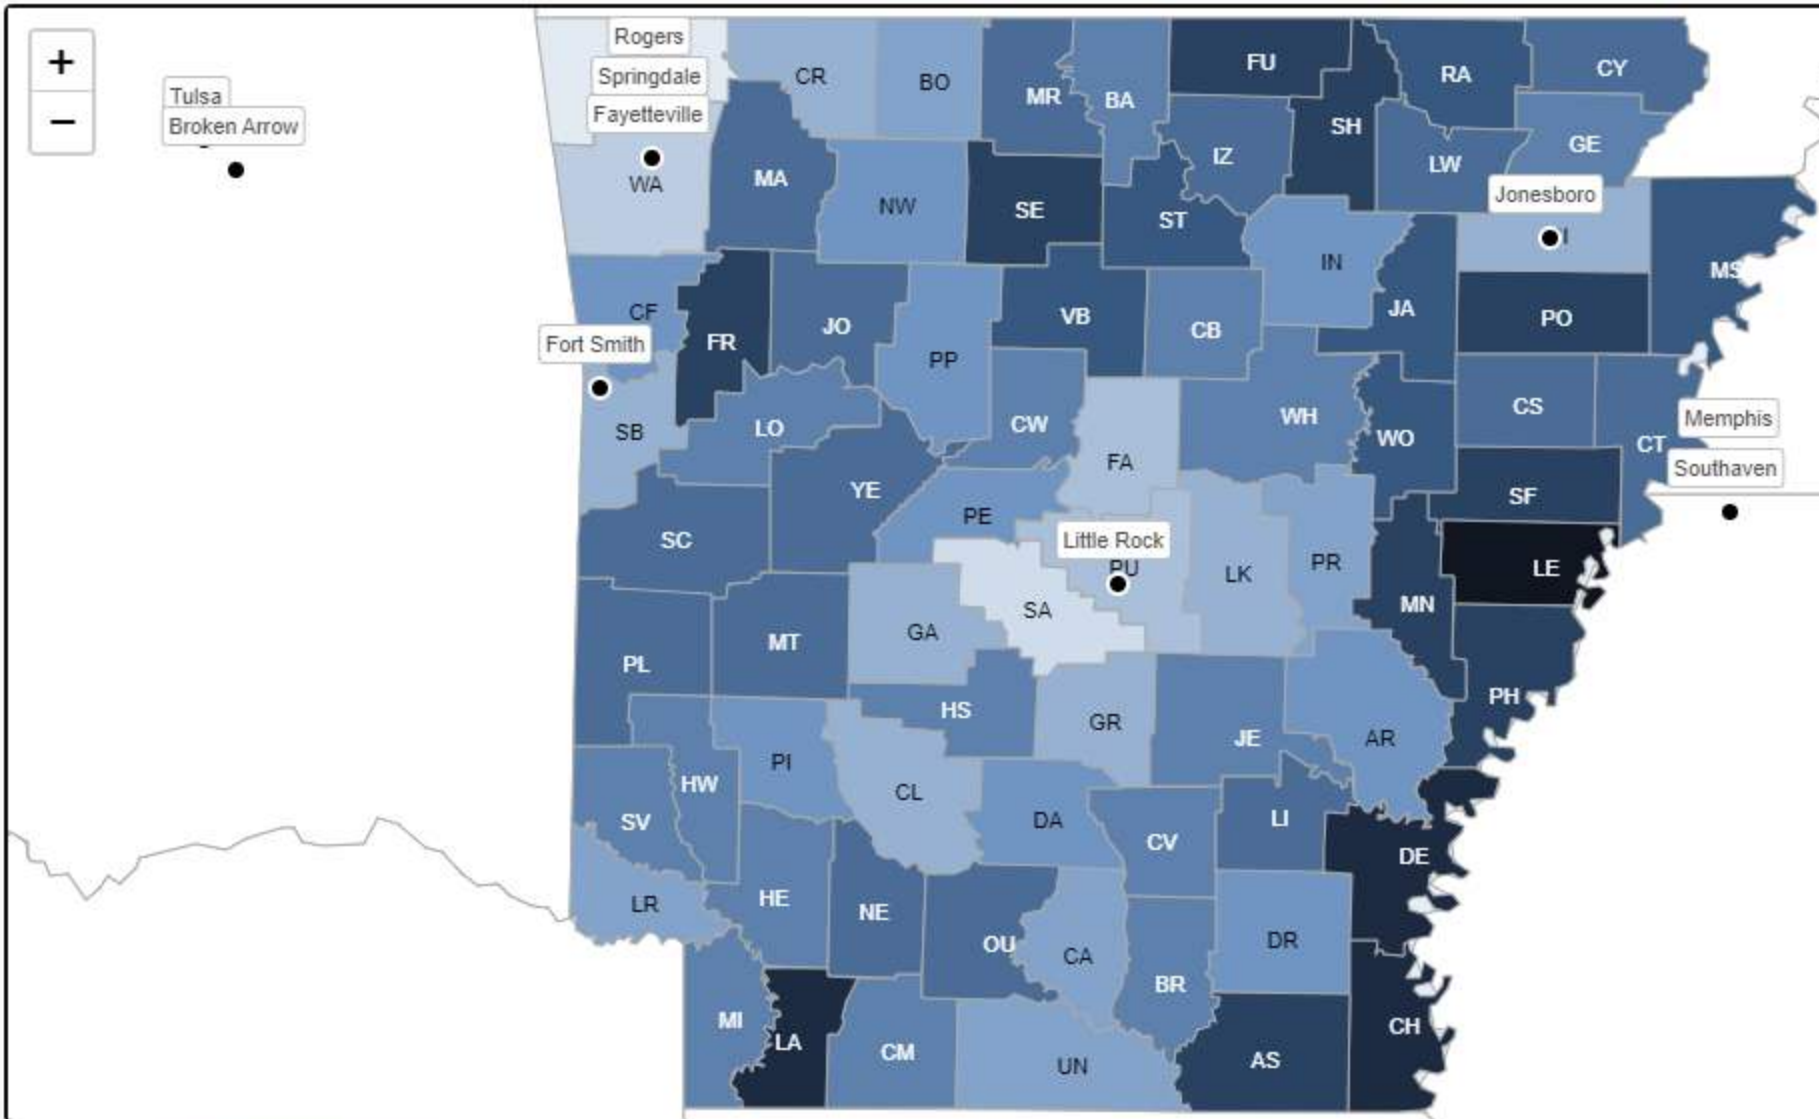 +
−
Tulsa
Broken Arrow
Rogers
Springdale
Fayetteville
CR
BO
MR
BA
FU
SH
RA
CY
GE
LW
IZ
WA
MA
NW
SE
ST
Jonesboro
IN
JA
MS
PO
CF
Fort Smith
FR
JO
PP
VB
CB
SB
LO
CW
WH
WO
CS
CT
Memphis
Southaven
FA
YE
PE
SC
Little Rock
PU
LK
PR
SF
LE
MN
SA
GA
MT
PL
PH
HS
GR
JE
AR
PI
HW
CL
SV
DA
CV
LI
DE
LR
HE
NE
OU
CA
BR
DR
MI
LA
CM
UN
AS
CH